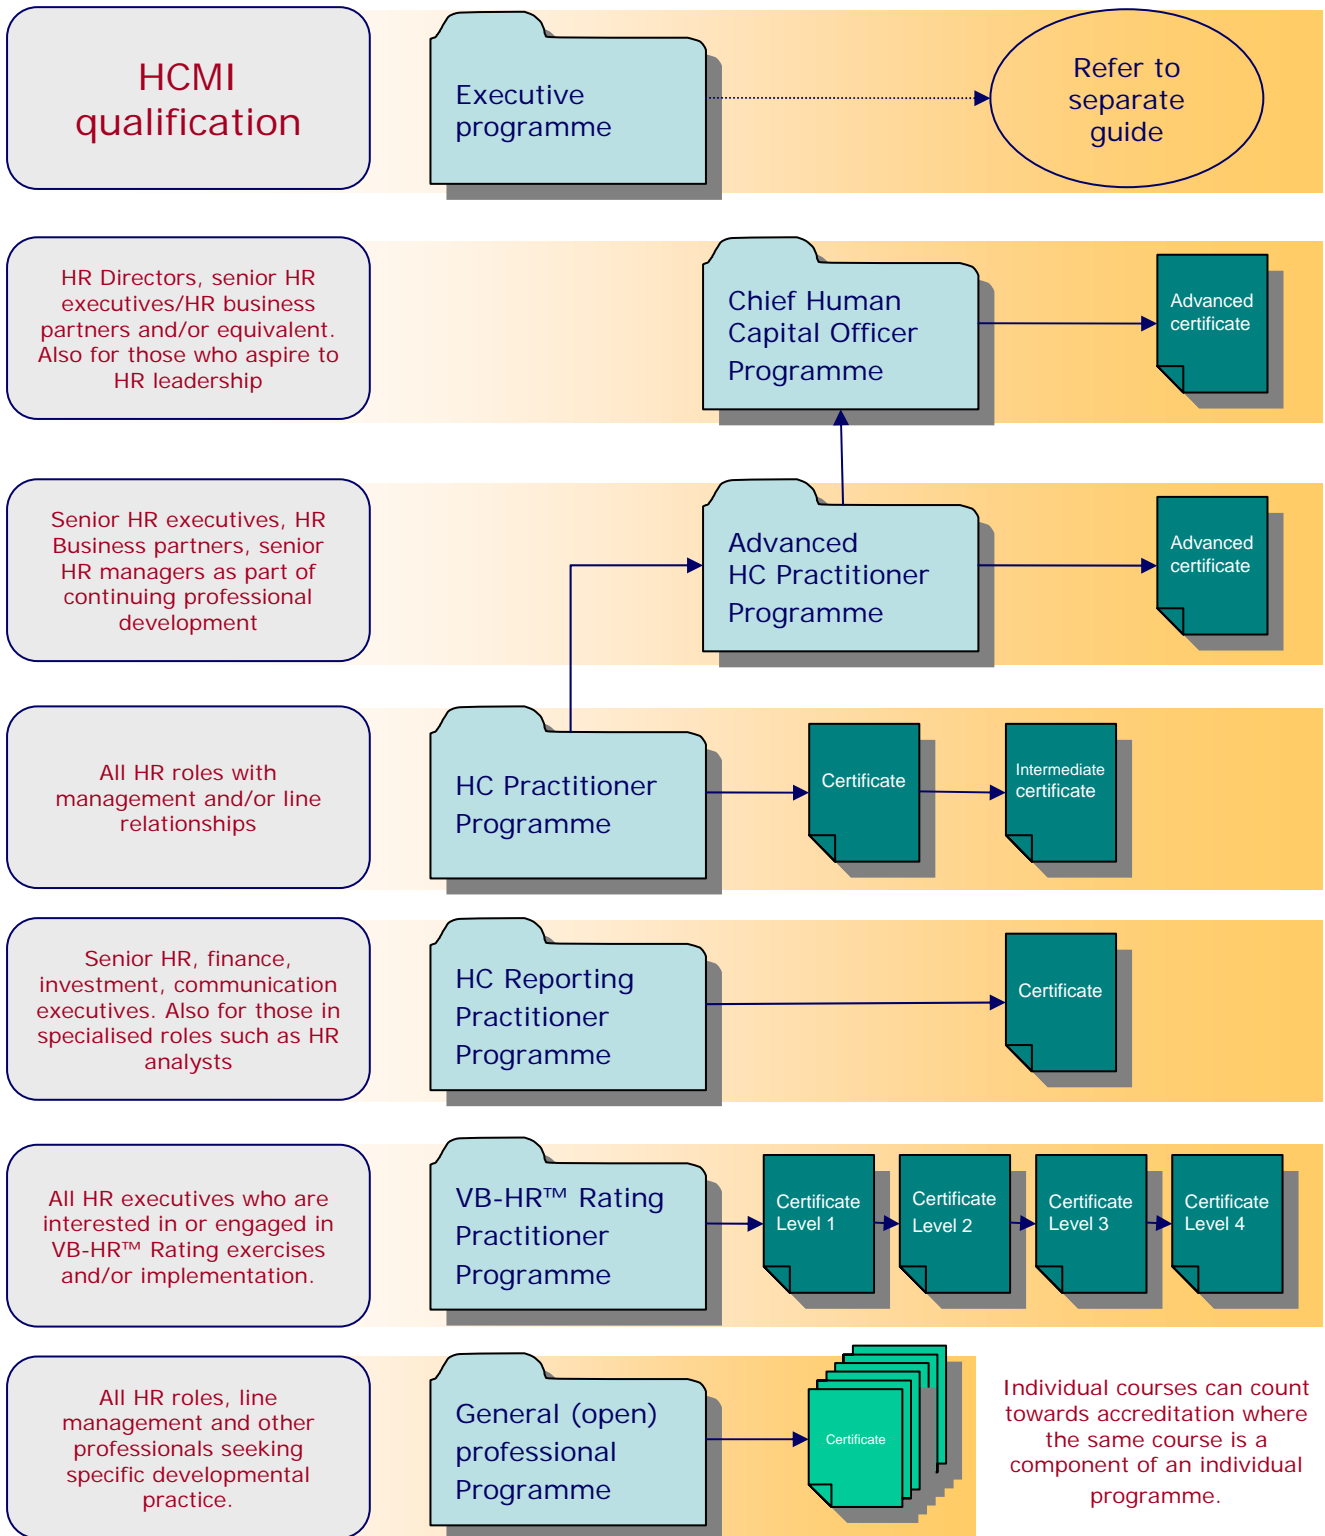 HCMI
qualification
Executive
programme
Refer to
separate
guide
HR Directors, senior HR
executives/HR business
partners and/or equivalent.
Also for those who aspire to
HR leadership
Chief Human
Capital Officer
Programme
Advanced
certificate
Senior HR executives, HR
Business partners, senior
HR managers as part of
continuing professional
development
Advanced
HC Practitioner
Programme
Advanced
certificate
All HR roles with
management and/or line
relationships
HC Practitioner
Programme
Certificate
Intermediate
certificate
Senior HR, finance,
investment, communication
executives. Also for those in
specialised roles such as HR
analysts
HC Reporting
Practitioner
Programme
Certificate
All HR executives who are
interested in or engaged in
VB-HR™ Rating exercises
and/or implementation.
VB-HR™ Rating
Practitioner
Programme
Certificate
Level 1
Certificate
Level 2
Certificate
Level 3
Certificate
Level 4
All HR roles, line
management and other
professionals seeking
specific developmental
practice.
General (open)
professional
Programme
Certificate
Individual courses can count
towards accreditation where
the same course is a
component of an individual
programme.